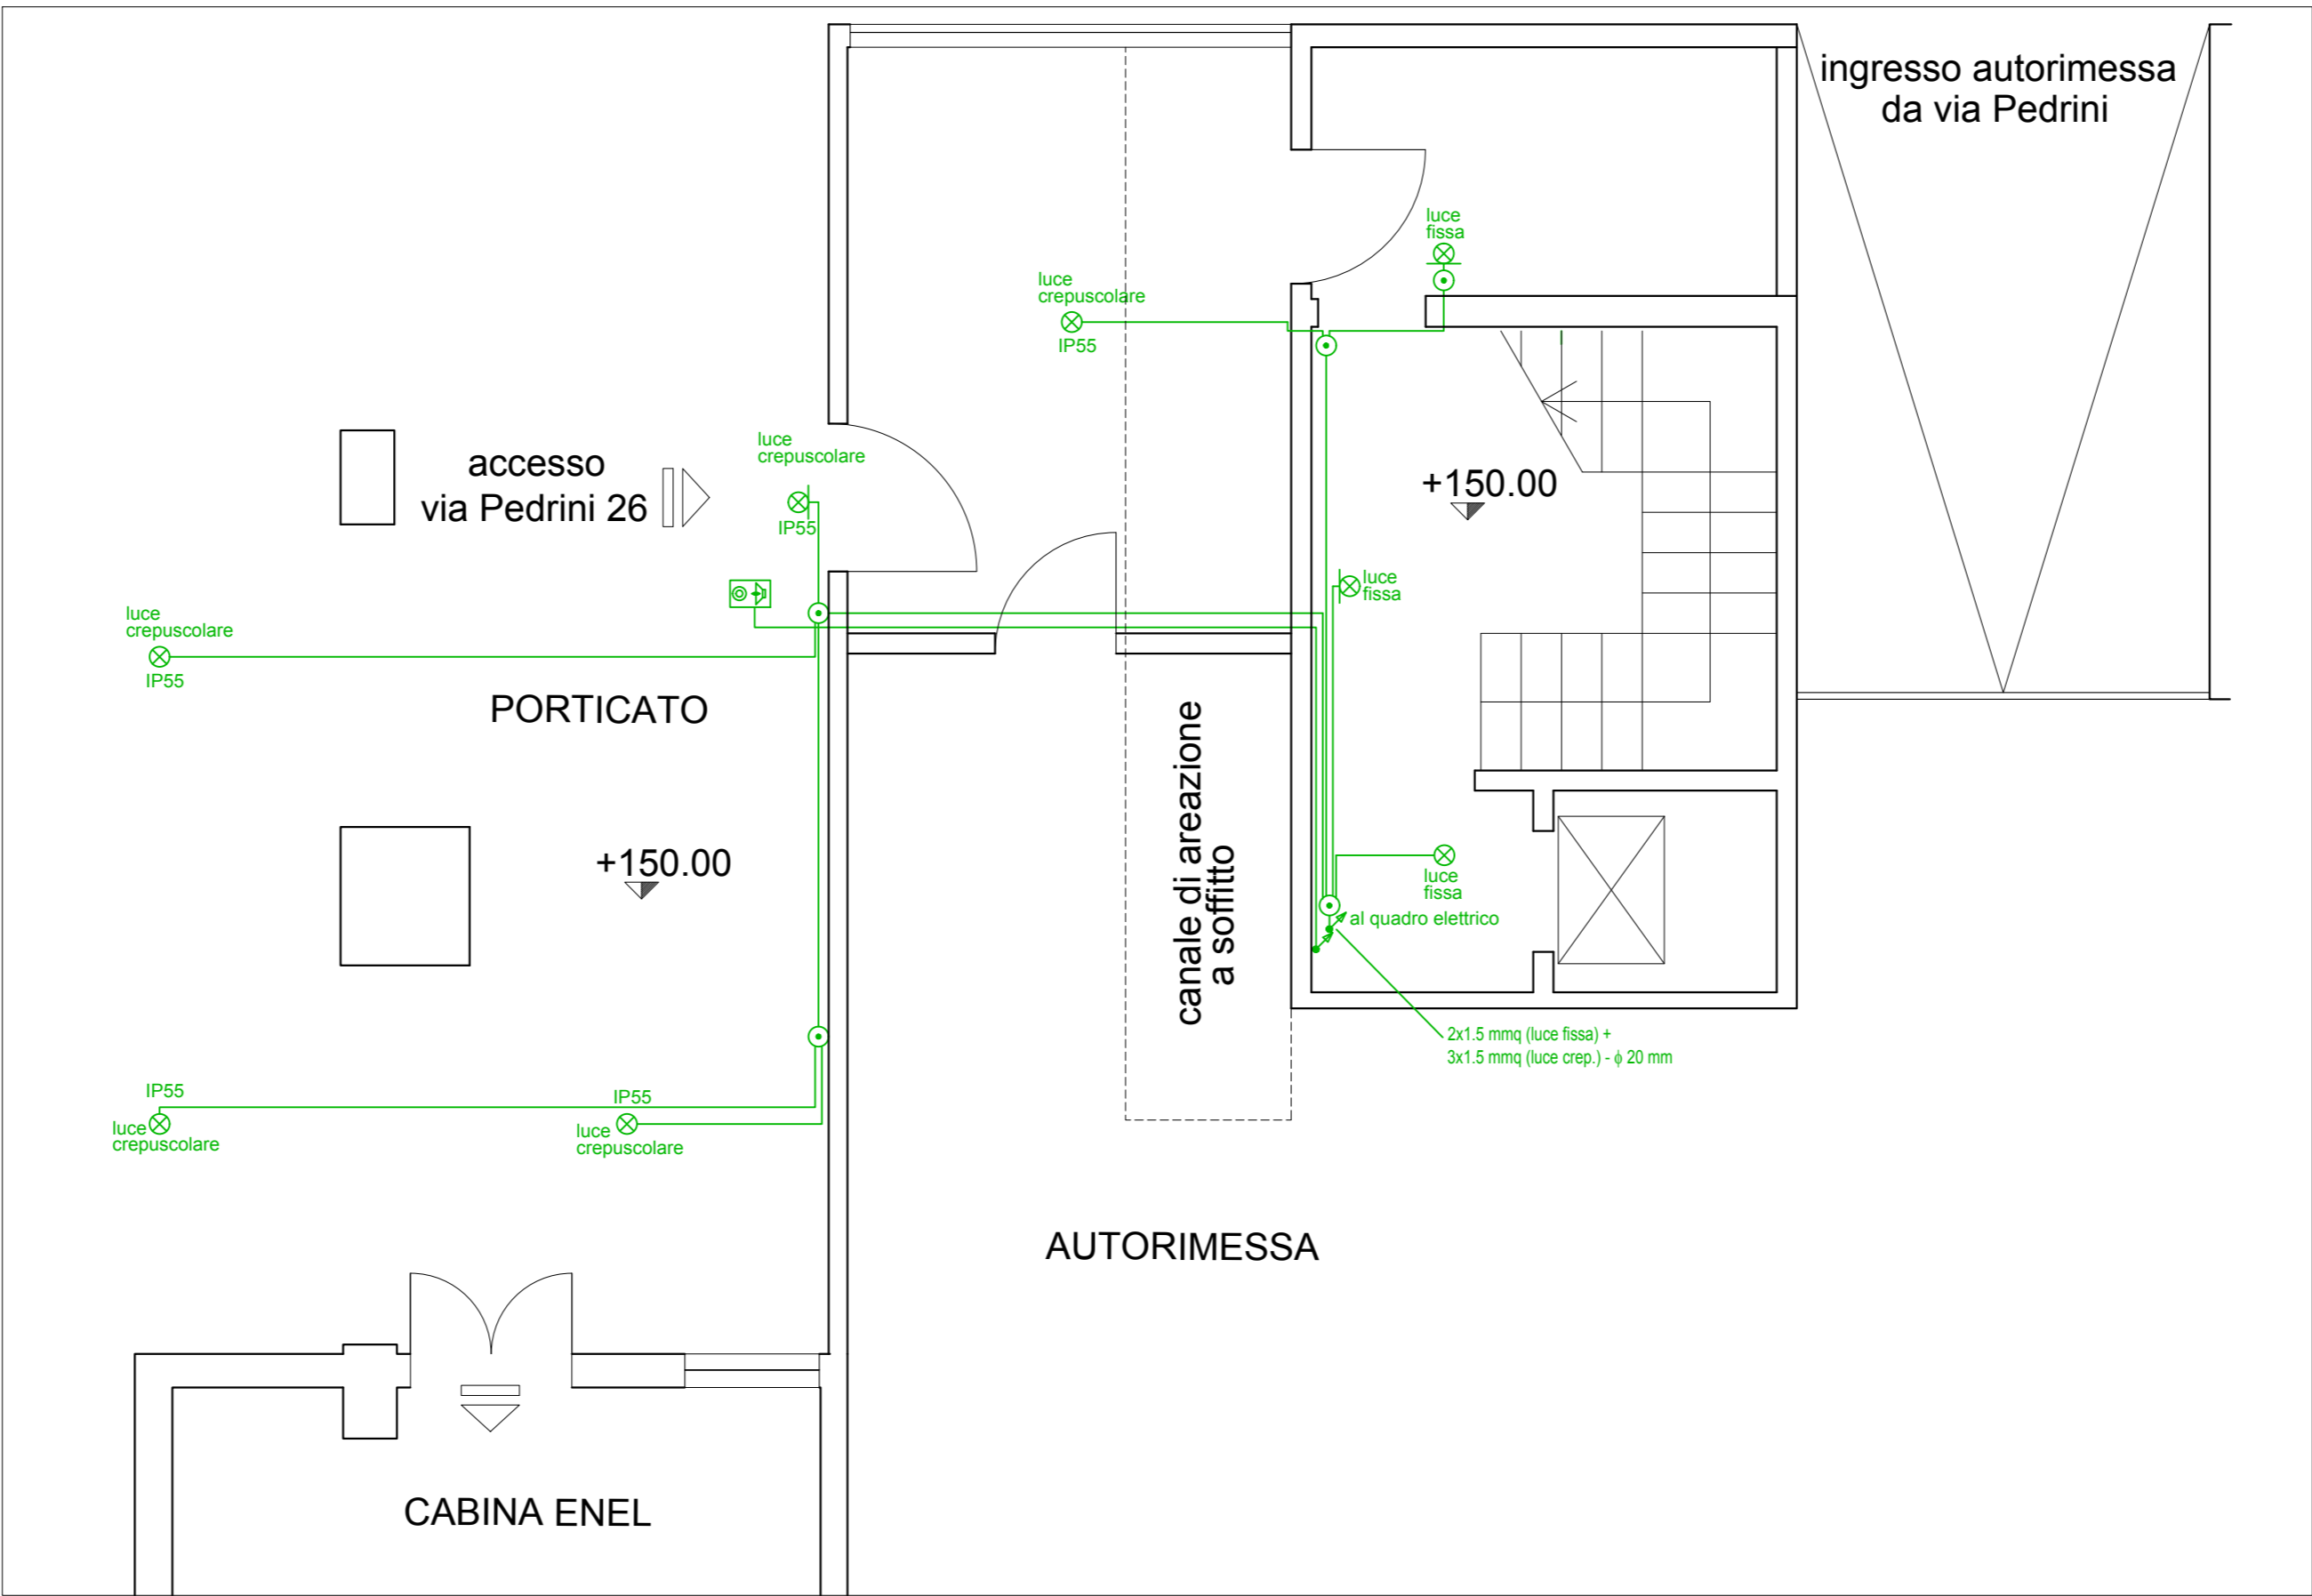 ingresso autorimessa
da via Pedrini
luce
fissa
luce
crepuscolare
IP55
accesso
via Pedrini 26
luce
crepuscolare
IP55
+150.00
luce
fissa
luce
crepuscolare
IP55
PORTICATO
canale di areazione
a soffitto
+150.00
luce
fissa
al quadro elettrico
2x1.5 mmq (luce fissa) +
3x1.5 mmq (luce crep.) - ϕ 20 mm
IP55
luce
crepuscolare
IP55
luce
crepuscolare
AUTORIMESSA
CABINA ENEL